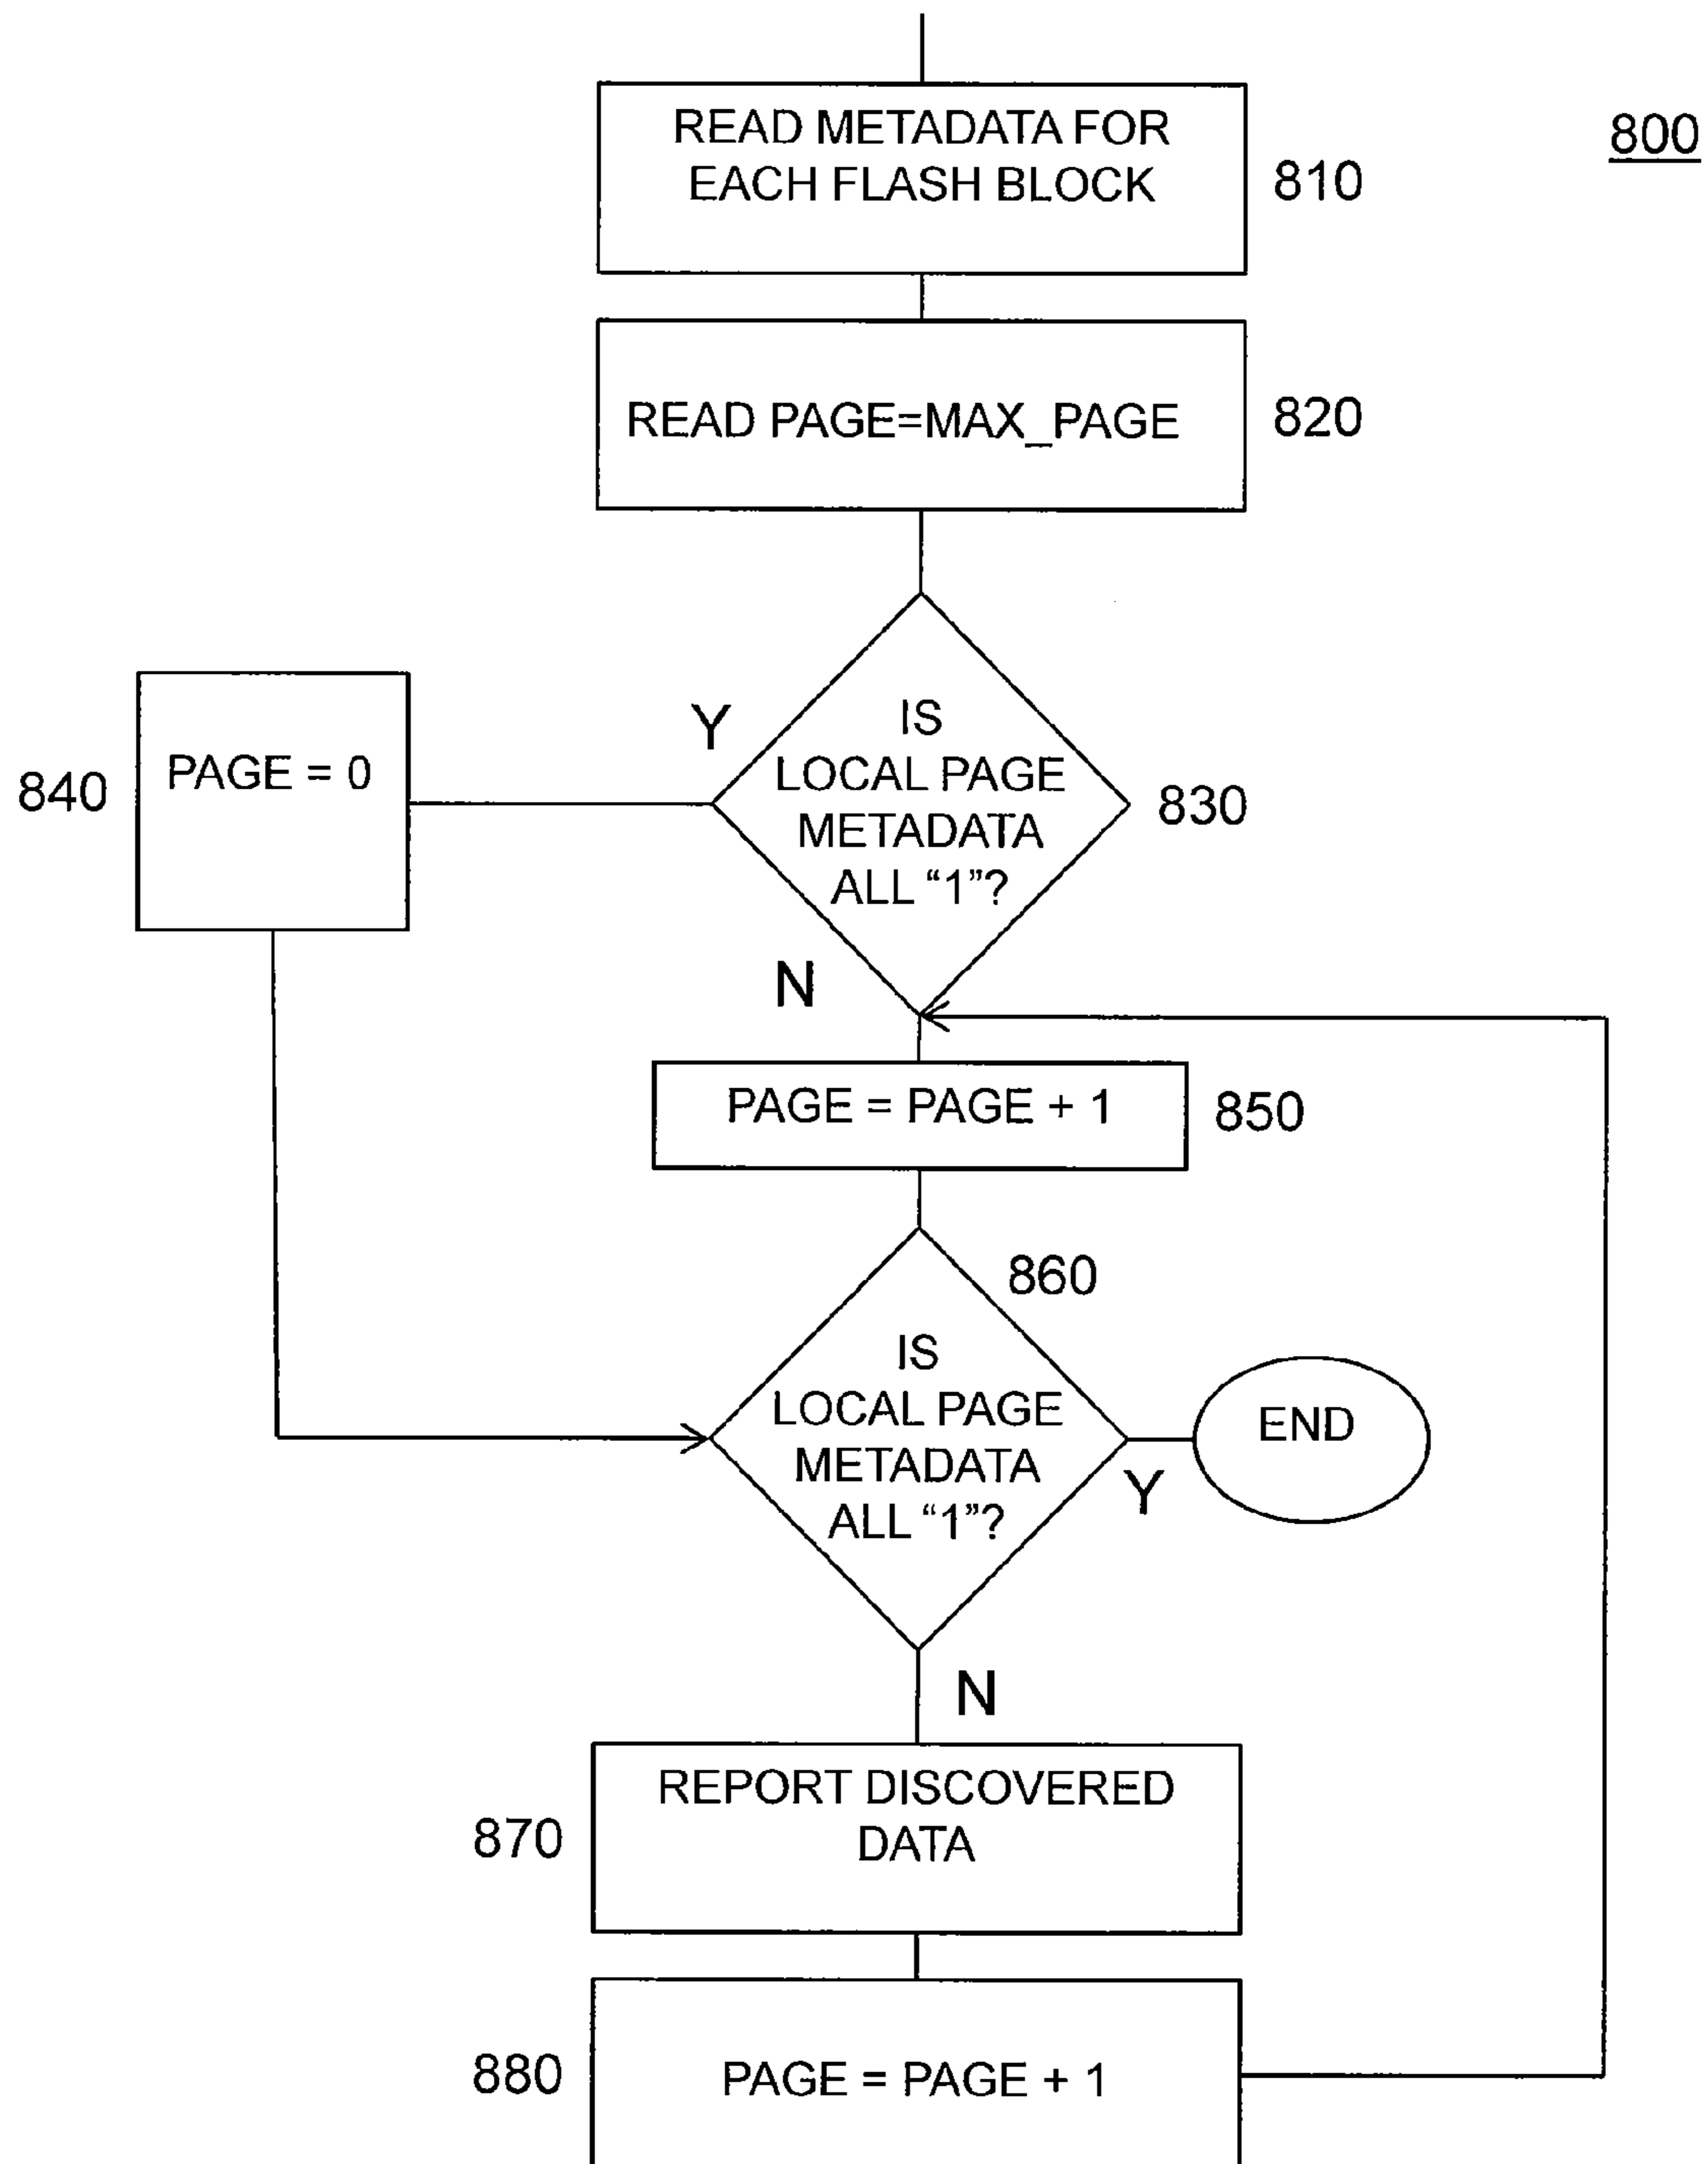 READ METADATA FOR
EACH FLASH BLOCK
800
810
READ PAGE=MAX_PAGE
820
Y
IS
LOCAL PAGE
METADATA
ALL “1”?
830
840
PAGE = 0
N
PAGE = PAGE + 1
850
860
IS
LOCAL PAGE
METADATA
ALL “1”?
END
Y
N
REPORT DISCOVERED
DATA
870
880
PAGE = PAGE + 1